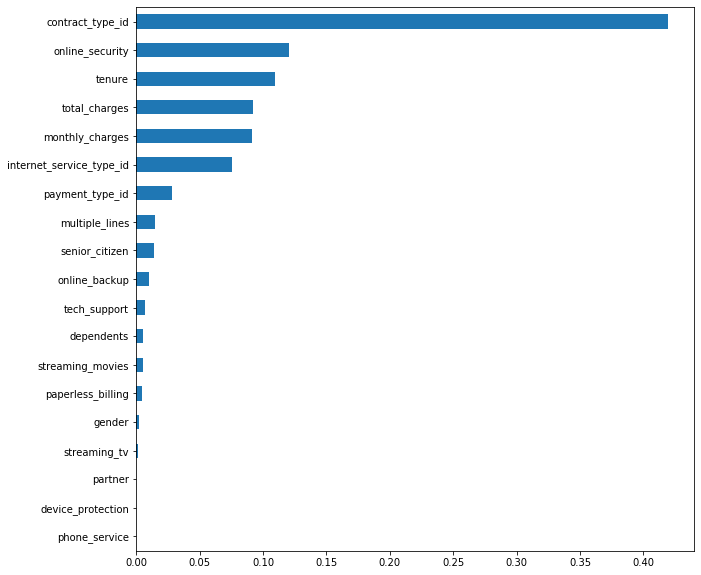 contract_type_id
online_security
tenure
total_charges
monthly_charges
internet_service_type_id
payment_type_id
multiple_lines
senior_citizen
online_backup
tech_support
dependents
streaming_movies
paperless_billing
gender
streaming_tv
partner
device_protection
phone_service
0.00 0.05 0.10 0.15 0.20 0.25 0.30 0.35 0.40